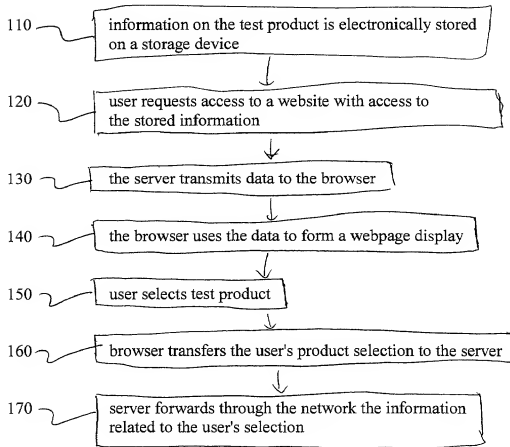 110 information on the test product is electronically stored
on a storage device
120 user requests access to a website with access to
the stored information
130 the server transmits data to the browser
140 the browser uses the data to form a webpage display
150 user selects test product
160 browser transfers the user's product selection to the server
170 server forwards through the network the information
related to the user's selection